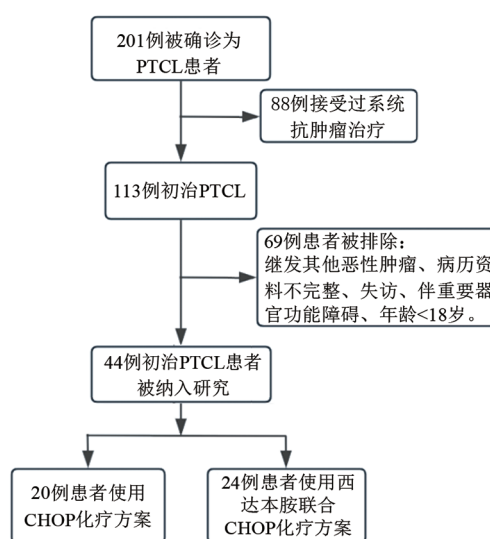 201例被确诊为
PTCL患者
88例接受过系统
抗肿瘤治疗
113例初治PTCL
69例患者被排除：
继发其他恶性肿瘤、病历资
料不完整、失访、伴重要器
官功能障碍、年龄<18岁。
44例初治PTCL患者
被纳入研究
20例患者使用
CHOP化疗方案
24例患者使用西
达本胺联合
CHOP化疗方案